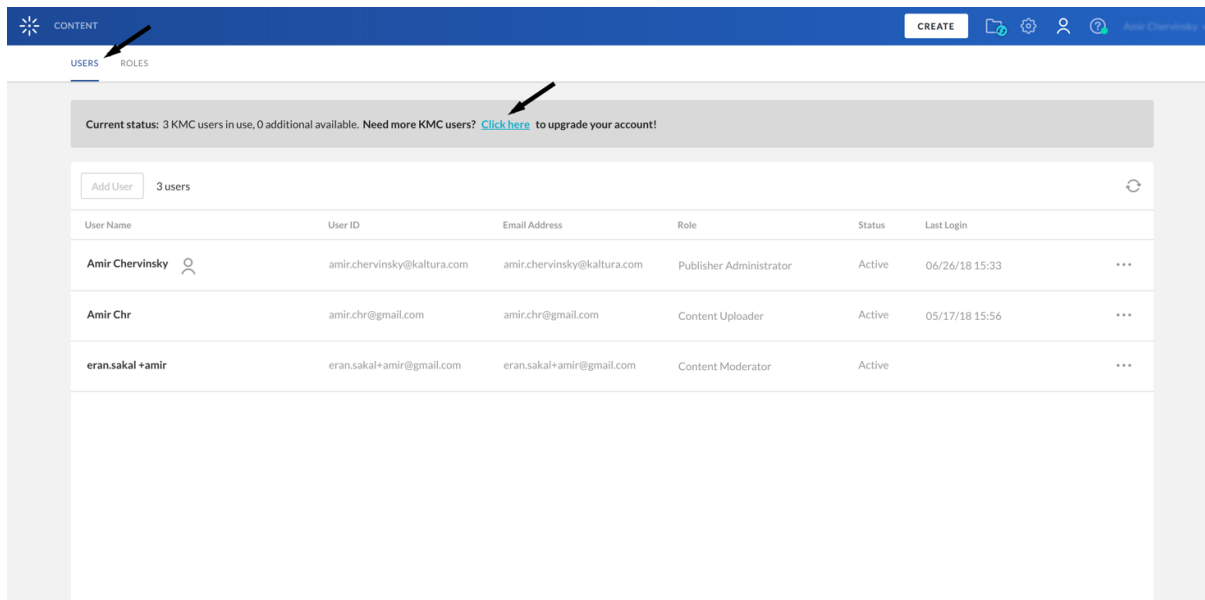 CONTENT CREATE Amir Chervinsky
USERS ROLES
Current status: 3 KMC users in use, 0 additional available. Need more KMC users? Click here to upgrade your account!
Add User 3 users
User Name User ID Email Address Role Status Last Login
Amir Chervinsky amir.chervinsky@kaltura.com amir.chervinsky@kaltura.com Publisher Administrator Active 06/26/18 15:33
Amir Chr amir.chr@gmail.com amir.chr@gmail.com Content Uploader Active 05/17/18 15:56
eran.sakal +amir eran.sakal+amir@gmail.com eran.sakal+amir@gmail.com Content Moderator Active